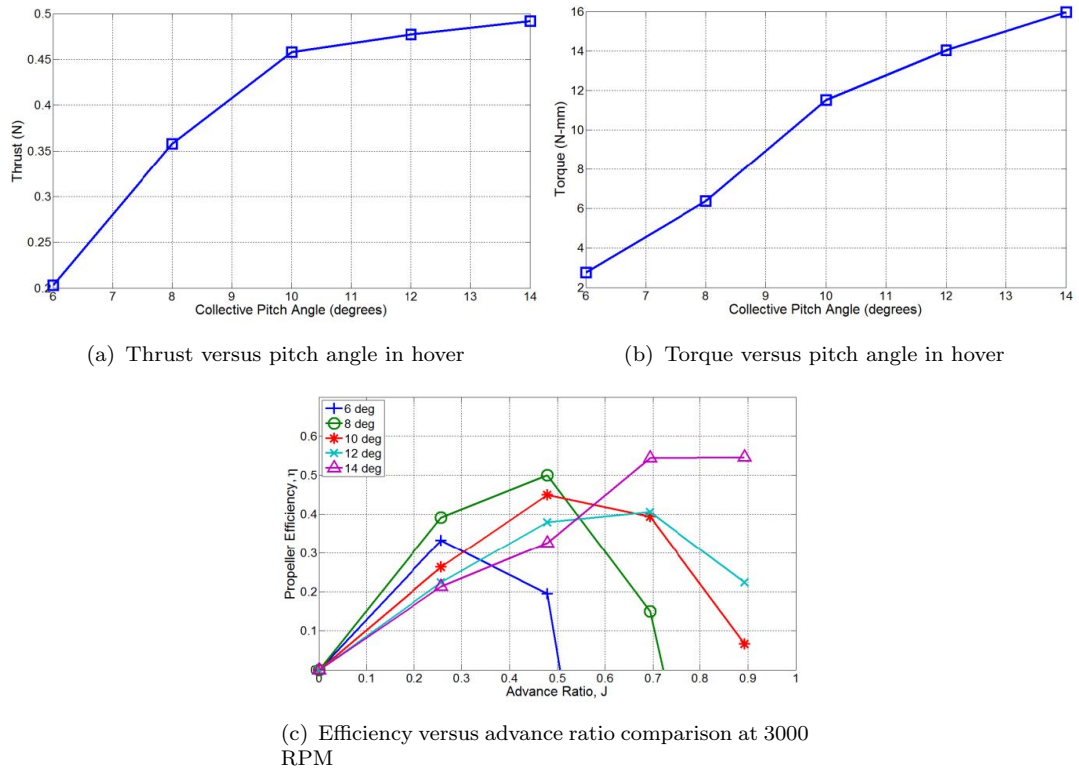 0.5
0.45
0.4
0.35
0.3
0.25
0.2
Thrust (N)
6 7 8 9 10 11 12 13 14
Collective Pitch Angle (degrees)
(a) Thrust versus pitch angle in hover
16
14
12
10
8
6
4
2
Torque (N-mm)
6 7 8 9 10 11 12 13 14
Collective Pitch Angle (degrees)
(b) Torque versus pitch angle in hover
6 deg
8 deg
10 deg
12 deg
14 deg
0.6
0.5
0.4
0.3
0.2
0.1
0
Propeller Efficiency, η
0 0.1 0.2 0.3 0.4 0.5 0.6 0.7 0.8 0.9 1
Advance Ratio, J
(c) Efficiency versus advance ratio comparison at 3000
RPM